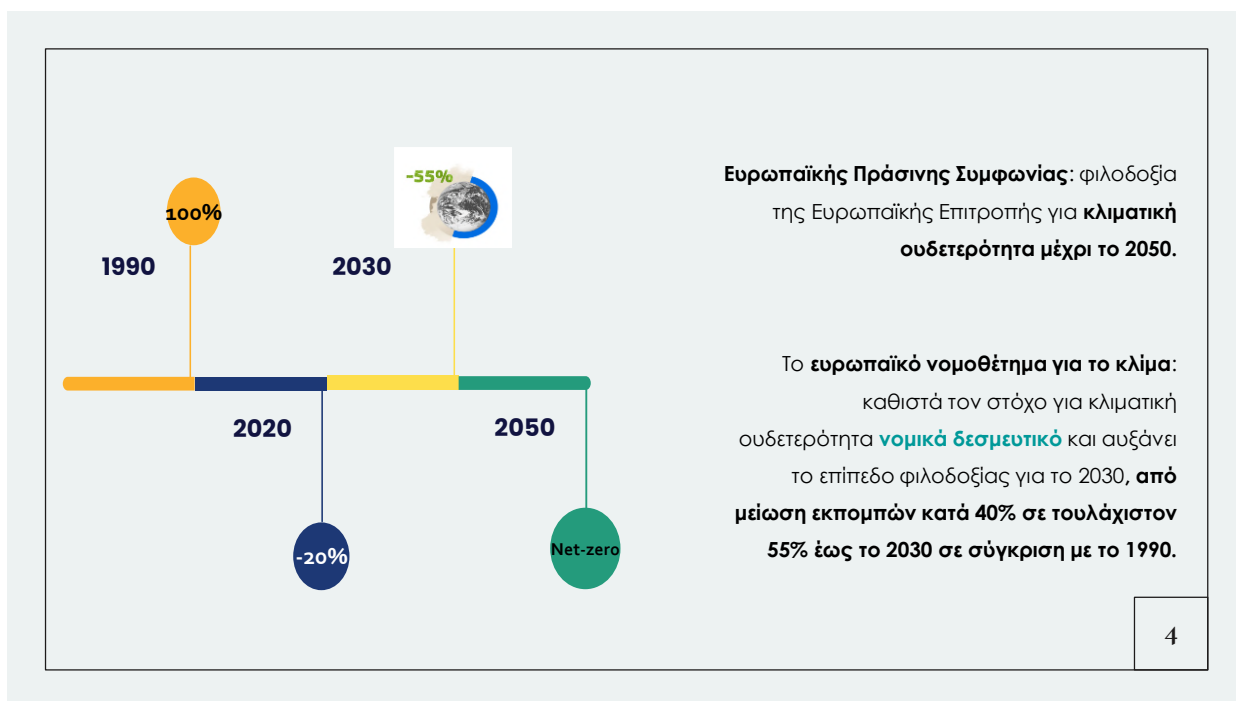 100%
1990
-55%
2030
2020
-20%
2050
Net-zero
Ευρωπαϊκής Πράσινης Συμφωνίας: φιλοδοξία
της Ευρωπαϊκής Επιτροπής για κλιματική
ουδετερότητα μέχρι το 2050.
Το ευρωπαϊκό νομοθέτημα για το κλίμα:
καθιστά τον στόχο για κλιματική
ουδετερότητα νομικά δεσμευτικό και αυξάνει
το επίπεδο φιλοδοξίας για το 2030, από
μείωση εκπομπών κατά 40% σε τουλάχιστον
55% έως το 2030 σε σύγκριση με το 1990.
4